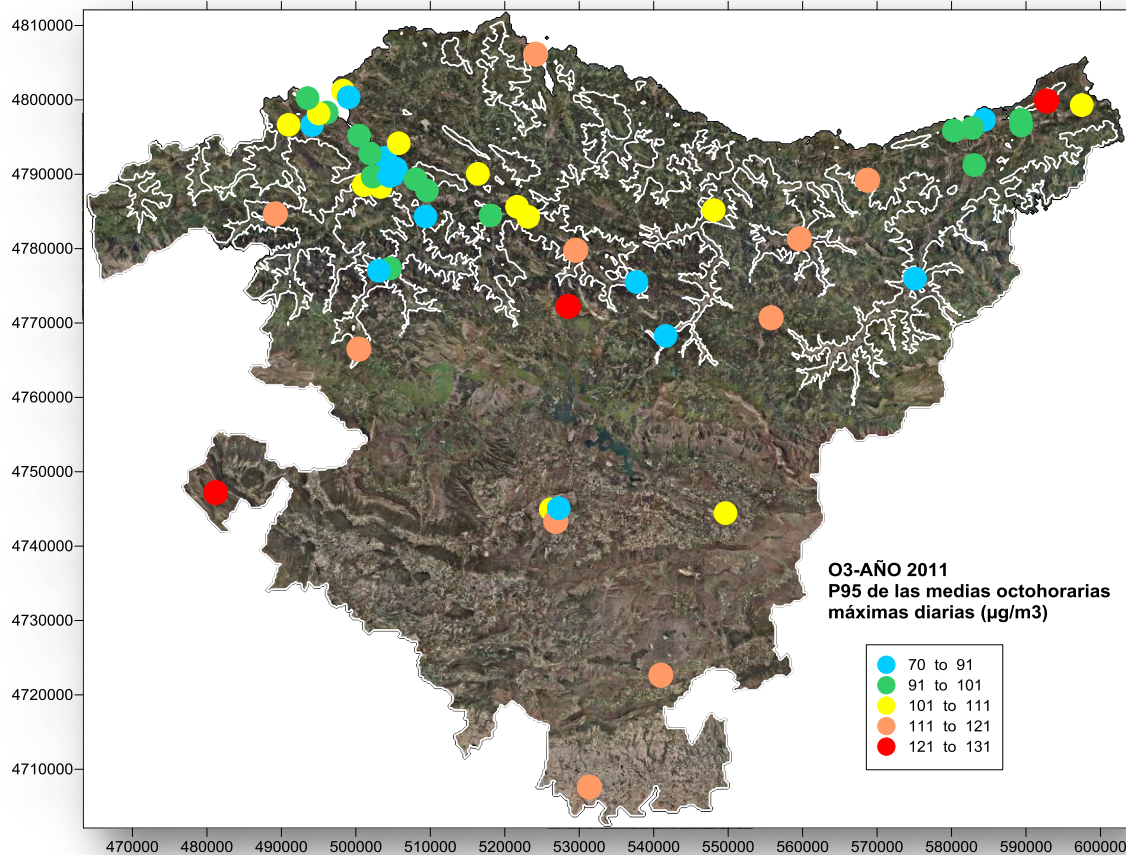 4810000
4800000
4790000
4780000
4770000
4760000
4750000
4740000
4730000
4720000
4710000
O3-AÑO 2011
P95 de las medias octohorarias
máximas diarias (µg/m3)
70 to 91
91 to 101
101 to 111
111 to 121
121 to 131
470000 480000 490000 500000 510000 520000 530000 540000 550000 560000 570000 580000 590000 600000